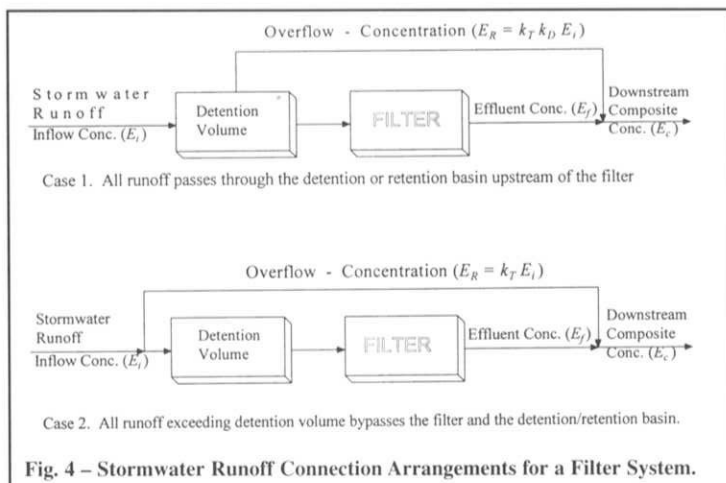 Overflow - Concentration (E_R = k_T k_D E_i)
Stormwater
Runoff
Inflow Conc. (E_i)
Detention
Volume
FILTER
Effluent Conc. (E_f)
Downstream
Composite
Conc. (E_c)
Case 1. All runoff passes through the detention or retention basin upstream of the filter
Overflow - Concentration (E_R = k_T E_i)
Stormwater
Runoff
Inflow Conc. (E_i)
Detention
Volume
FILTER
Effluent Conc. (E_f)
Downstream
Composite
Conc. (E_c)
Case 2. All runoff exceeding detention volume bypasses the filter and the detention/retention basin.
Fig. 4 – Stormwater Runoff Connection Arrangements for a Filter System.